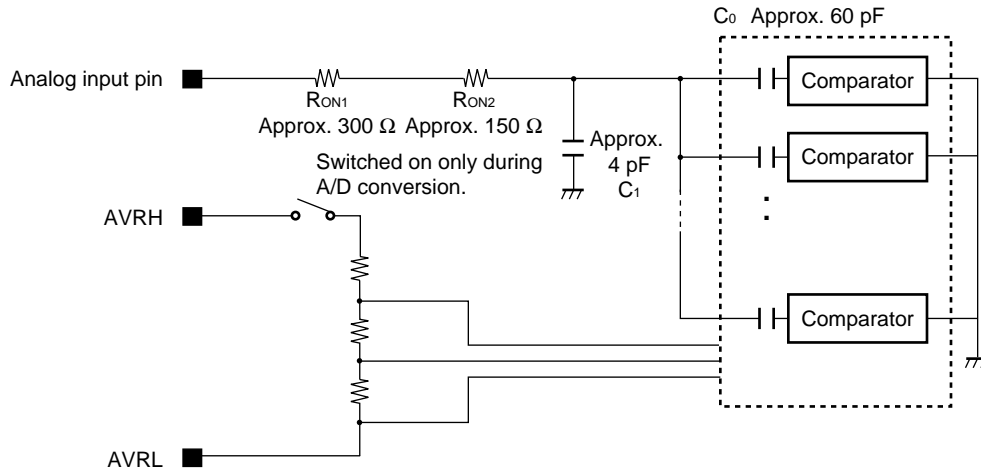 C0 Approx. 60 pF
Analog input pin
Comparator
RON1
RON2
Approx. 300 Ω Approx. 150 Ω
Approx.
4 pF
C1
Comparator
Switched on only during
A/D conversion.
AVRH
Comparator
AVRL